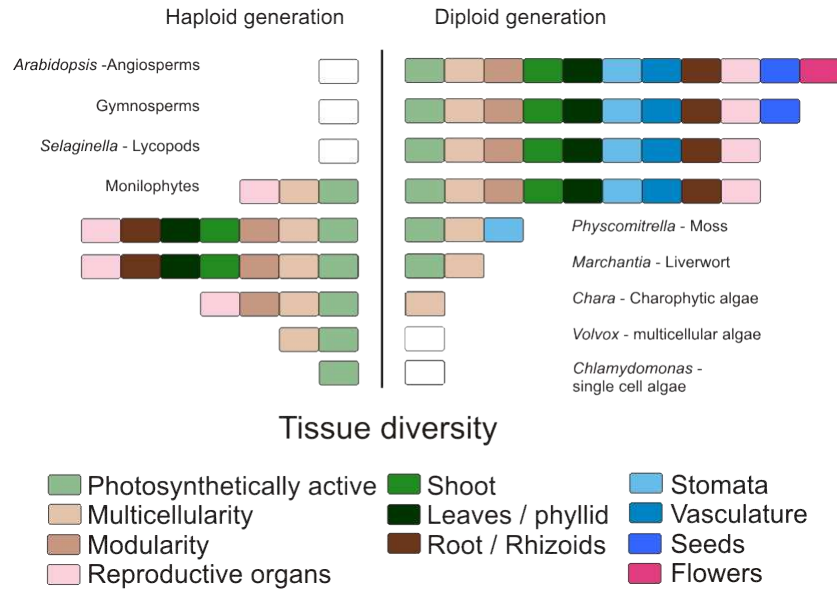 Haploid generation
Diploid generation
Arabidopsis -Angiosperms
Gymnosperms
Selaginella - Lycopods
Monilophytes
Physcomitrella - Moss
Marchantia - Liverwort
Chara - Charophytic algae
Volvox - multicellular algae
Chlamydomonas -
single cell algae
Tissue diversity
Photosynthetically active
Multicellularity
Modularity
Reproductive organs
Shoot
Leaves / phyllid
Root / Rhizoids
Stomata
Vasculature
Seeds
Flowers